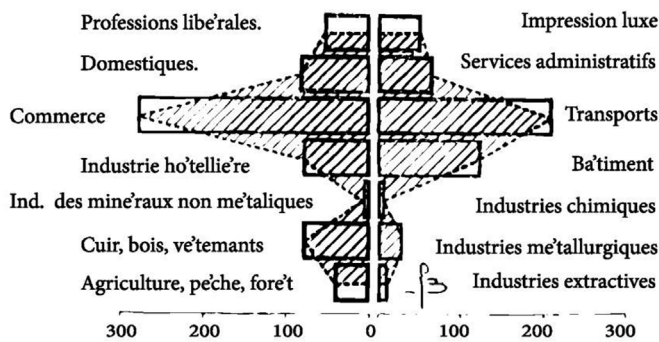 Professions libe'rales. Impression luxe
Domestiques. Services administratifs
Commerce Transports
Industrie ho'tellie're Ba'timent
Ind. des mine'raux non me'taliques Industries chimiques
Cuir, bois, ve'temants Industries me'tallurgiques
Agriculture, pe'che, fore't Industries extractives
300 200 100 0 100 200 300